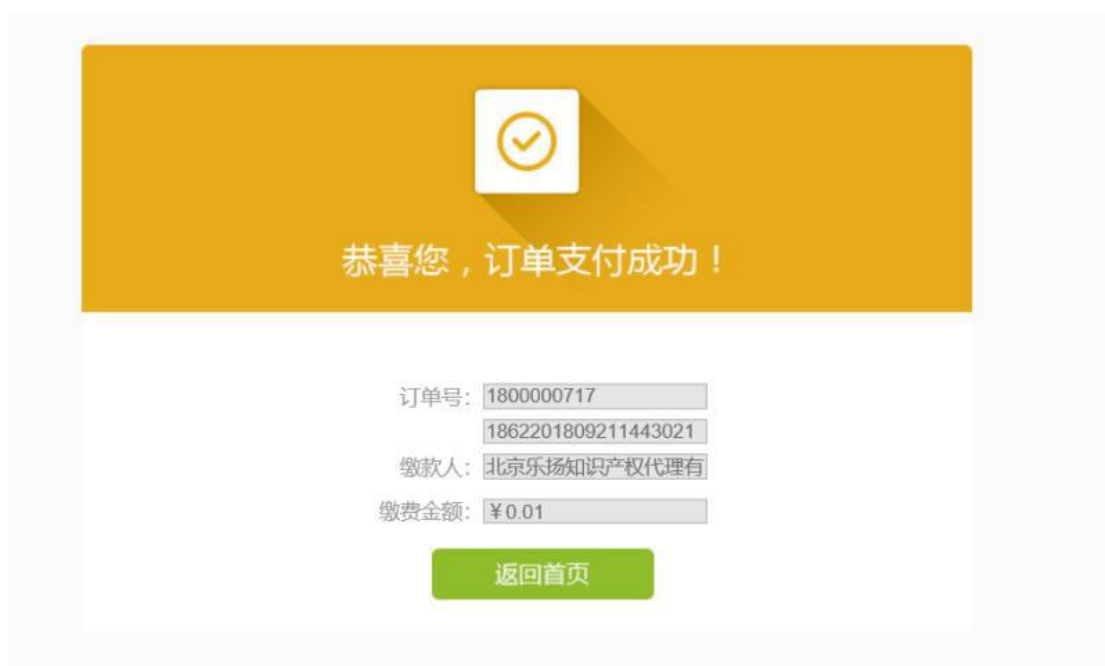 恭喜您，订单支付成功！
订单号： 1800000717
1862201809211443021
缴款人： 北京乐扬知识产权代理有
缴费金额： ¥0.01
返回首页